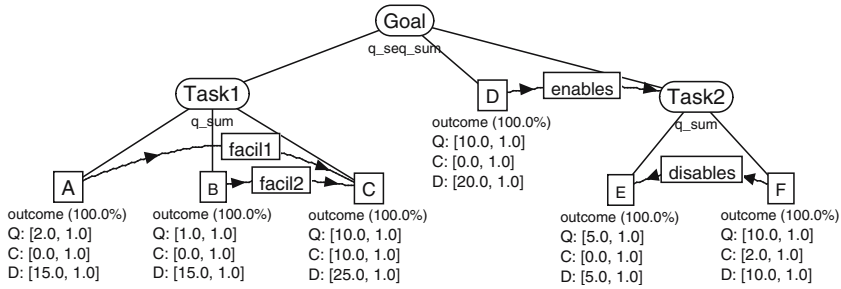 Goal
q_seq_sum
Task1
q_sum
facil1
facil2
A
outcome (100.0%)
Q: [2.0, 1.0]
C: [0.0, 1.0]
D: [15.0, 1.0]
B
outcome (100.0%)
Q: [1.0, 1.0]
C: [0.0, 1.0]
D: [15.0, 1.0]
C
outcome (100.0%)
Q: [10.0, 1.0]
C: [10.0, 1.0]
D: [25.0, 1.0]
D
enables
outcome (100.0%)
Q: [10.0, 1.0]
C: [0.0, 1.0]
D: [20.0, 1.0]
Task2
q_sum
disables
E
outcome (100.0%)
Q: [5.0, 1.0]
C: [0.0, 1.0]
D: [5.0, 1.0]
F
outcome (100.0%)
Q: [10.0, 1.0]
C: [2.0, 1.0]
D: [10.0, 1.0]